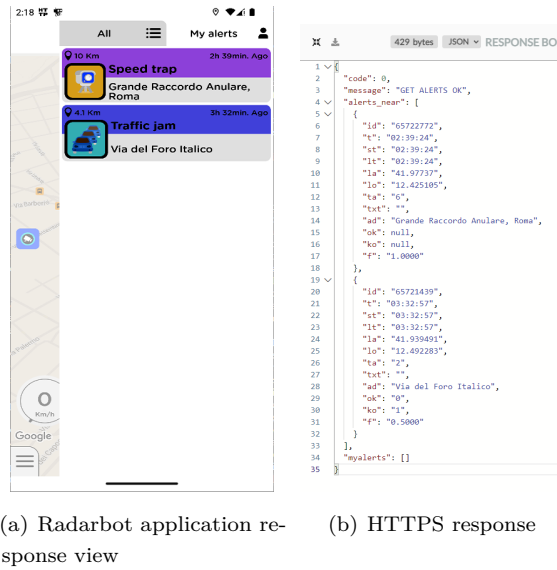 2:18
All
My alerts
10 Km
2h 39min. Ago
Speed trap
Grande Raccordo Anulare,
Roma
4.1 Km
3h 32min. Ago
Traffic jam
Via del Foro Italico
Via Barberini
0
Km/h
Google
429 bytes JSON RESPONSE BO
1 {
2 "code": 0,
3 "message": "GET ALERTS OK",
4 "alerts_near": [
5 {
6 "id": "65722772",
7 "t": "02:39:24",
8 "st": "02:39:24",
9 "lt": "02:39:24",
10 "la": "41.97737",
11 "lo": "12.425105",
12 "ta": "6",
13 "txt": "",
14 "ad": "Grande Raccordo Anulare, Roma",
15 "ok": null,
16 "ko": null,
17 "f": "1.0000"
18 },
19 {
20 "id": "65721439",
21 "t": "03:32:57",
22 "st": "03:32:57",
23 "lt": "03:32:57",
24 "la": "41.939491",
25 "lo": "12.492283",
26 "ta": "2",
27 "txt": "",
28 "ad": "Via del Foro Italico",
29 "ok": "0",
30 "ko": "1",
31 "f": "0.5000"
32 }
33 ],
34 "myalerts": []
35 }
(a) Radarbot application re-
sponse view
(b) HTTPS response